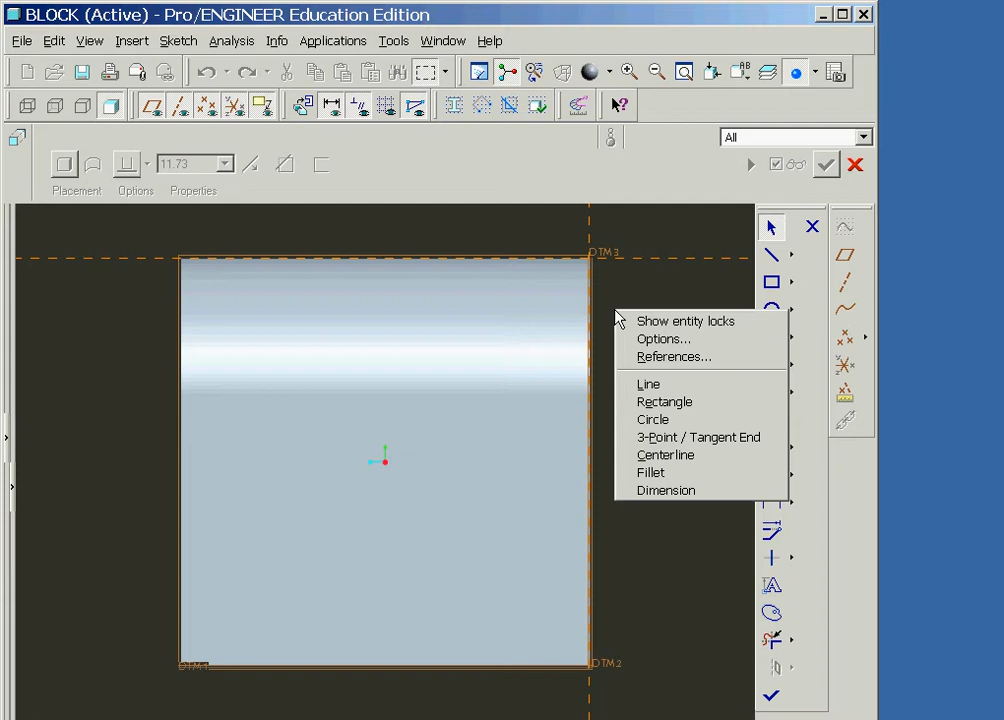 BLOCK (Active) - Pro/ENGINEER Education Edition
File Edit View Insert Sketch Analysis Info Applications Tools Window Help
All
11.73
Placement Options Properties
DTM3
Show entity locks
Options...
References...
Line
Rectangle
Circle
3-Point / Tangent End
Centerline
Fillet
Dimension
DTM1
DTM2